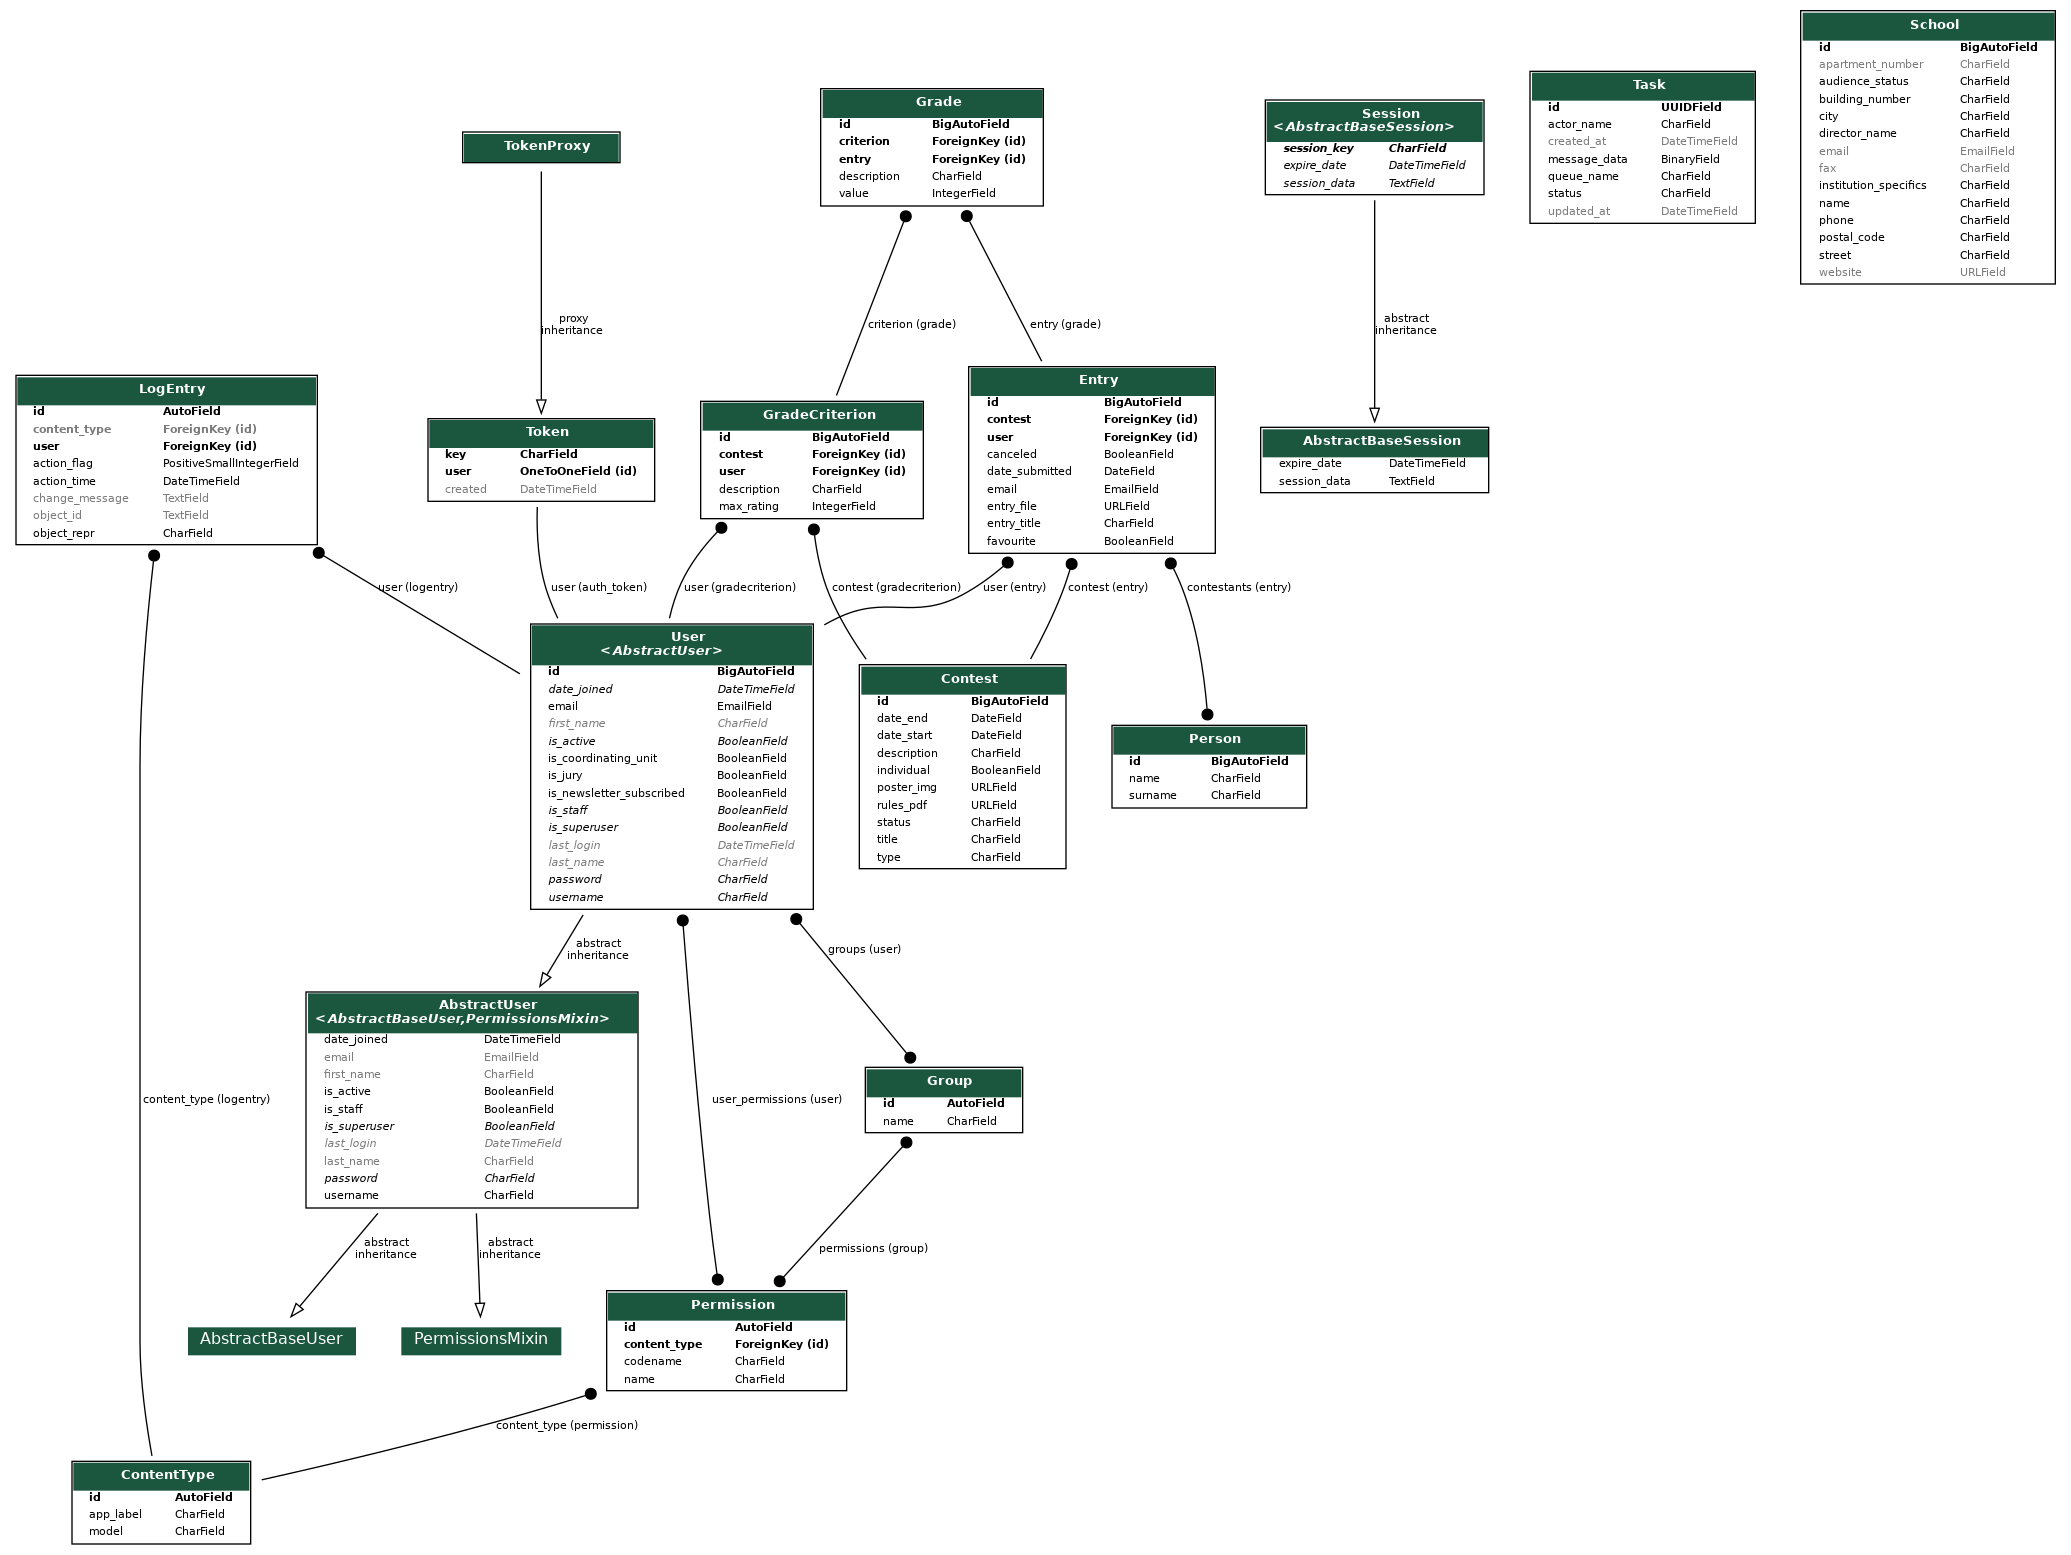 School
id BigAutoField
apartment_number CharField
audience_status CharField
building_number CharField
city CharField
director_name CharField
email EmailField
fax CharField
institution_specifics CharField
name CharField
phone CharField
postal_code CharField
street CharField
website URLField
Task
id UUIDField
actor_name CharField
created_at DateTimeField
message_data BinaryField
queue_name CharField
status CharField
updated_at DateTimeField
Grade
id BigAutoField
criterion ForeignKey (id)
entry ForeignKey (id)
description CharField
value IntegerField
Session
<AbstractBaseSession>
session_key CharField
expire_date DateTimeField
session_data TextField
TokenProxy
proxy
inheritance
criterion (grade)
entry (grade)
abstract
inheritance
LogEntry
id AutoField
content_type ForeignKey (id)
user ForeignKey (id)
action_flag PositiveSmallIntegerField
action_time DateTimeField
change_message TextField
object_id TextField
object_repr CharField
Token
key CharField
user OneToOneField (id)
created DateTimeField
GradeCriterion
id BigAutoField
contest ForeignKey (id)
user ForeignKey (id)
description CharField
max_rating IntegerField
Entry
id BigAutoField
contest ForeignKey (id)
user ForeignKey (id)
canceled BooleanField
date_submitted DateField
email EmailField
entry_file URLField
entry_title CharField
favourite BooleanField
AbstractBaseSession
expire_date DateTimeField
session_data TextField
user (logentry)
user (auth_token)
user (gradecriterion)
contest (gradecriterion)
user (entry)
contest (entry)
contestants (entry)
User
<AbstractUser>
id BigAutoField
date_joined DateTimeField
email EmailField
first_name CharField
is_active BooleanField
is_coordinating_unit BooleanField
is_jury BooleanField
is_newsletter_subscribed BooleanField
is_staff BooleanField
is_superuser BooleanField
last_login DateTimeField
last_name CharField
password CharField
username CharField
Contest
id BigAutoField
date_end DateField
date_start DateField
description CharField
individual BooleanField
poster_img URLField
rules_pdf URLField
status CharField
title CharField
type CharField
Person
id BigAutoField
name CharField
surname CharField
abstract
inheritance
groups (user)
AbstractUser
<AbstractBaseUser,PermissionsMixin>
date_joined DateTimeField
email EmailField
first_name CharField
is_active BooleanField
is_staff BooleanField
is_superuser BooleanField
last_login DateTimeField
last_name CharField
password CharField
username CharField
content_type (logentry)
user_permissions (user)
Group
id AutoField
name CharField
abstract
inheritance
abstract
inheritance
permissions (group)
AbstractBaseUser
PermissionsMixin
Permission
id AutoField
content_type ForeignKey (id)
codename CharField
name CharField
content_type (permission)
ContentType
id AutoField
app_label CharField
model CharField